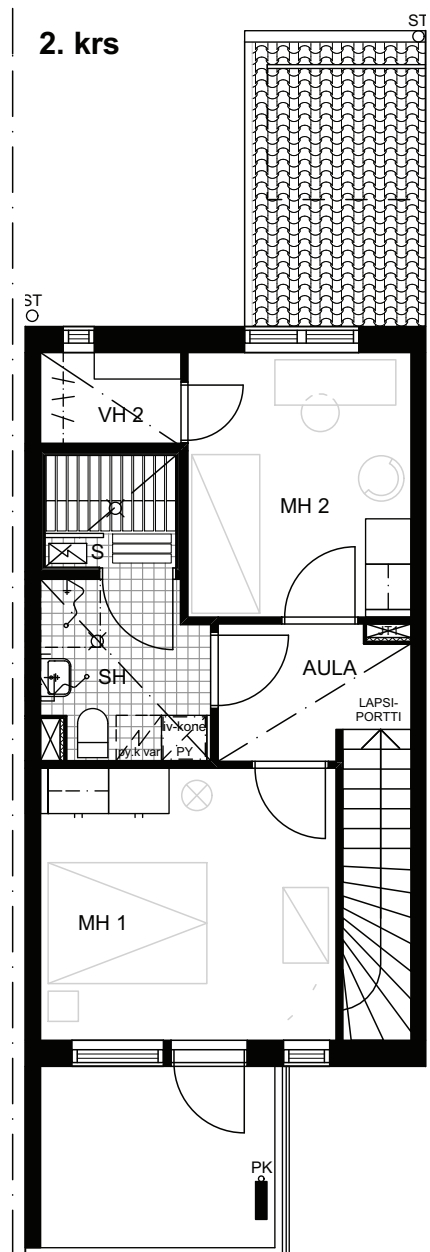 ST
2. krs
ST
VH 2
MH 2
S
SH
AULA
LAPSI-
PORTTI
iv-kone
py.k var
PY
MH 1
PK